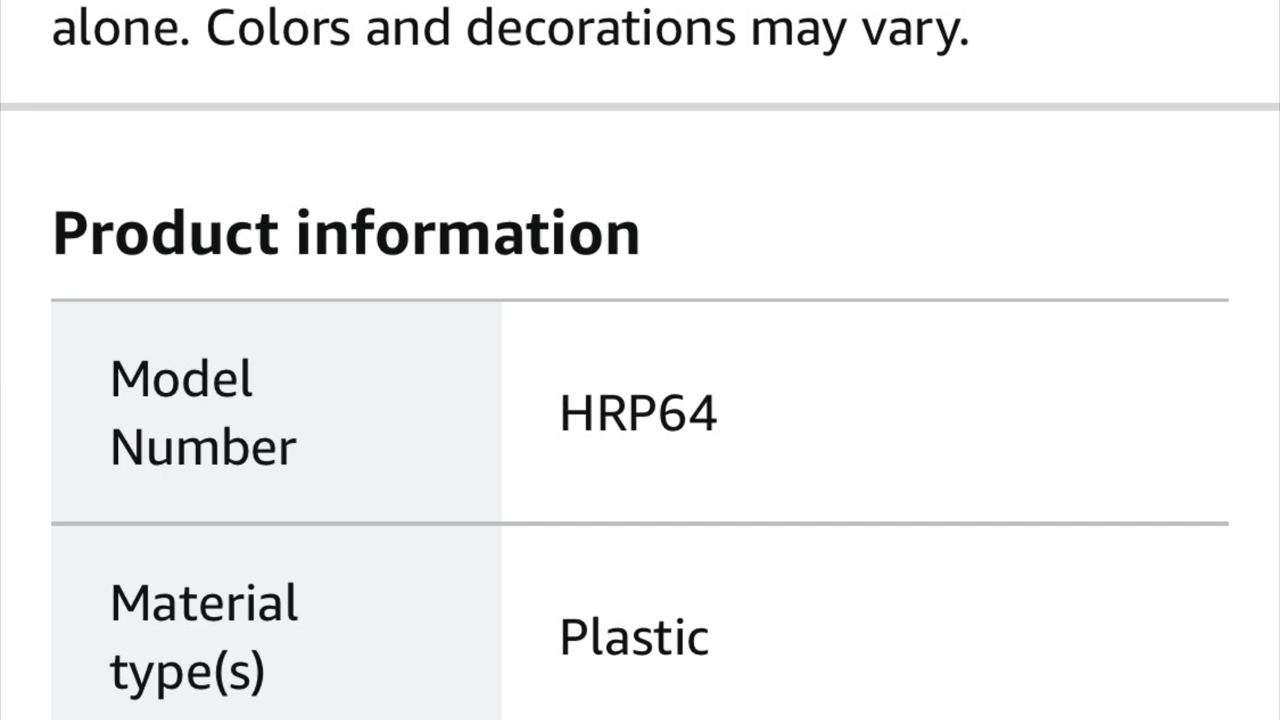 alone. Colors and decorations may vary.
Product information
Model
Number
HRP64
Material
type(s)
Plastic